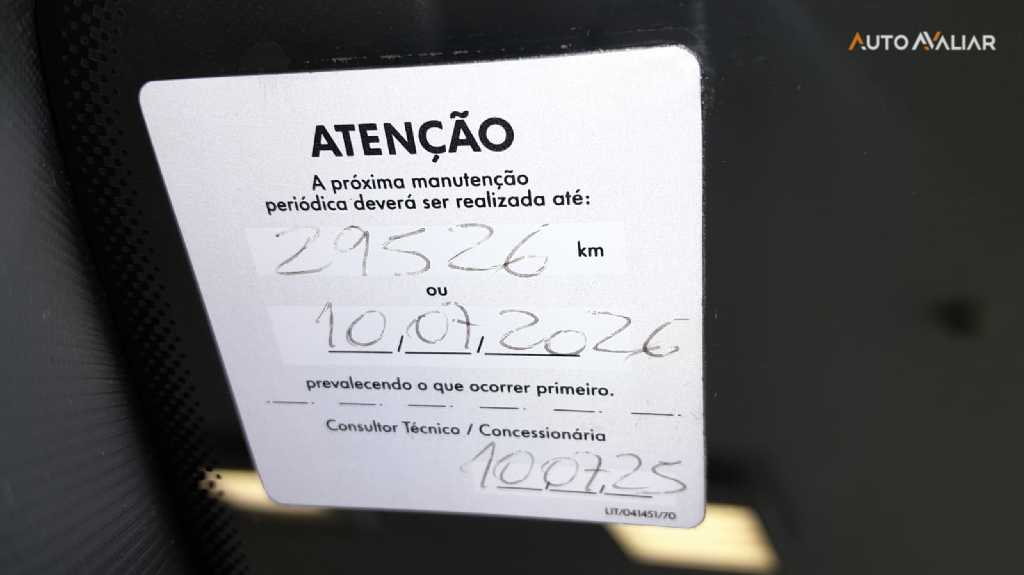 AUTO AVALIAR
ATENÇÃO
A próxima manutenção
periódica deverá ser realizada até:
29526 km
ou
10,07,2026
prevalecendo o que ocorrer primeiro.
Consultor Técnico / Concessionária
10,07,25
LIT/041451/70